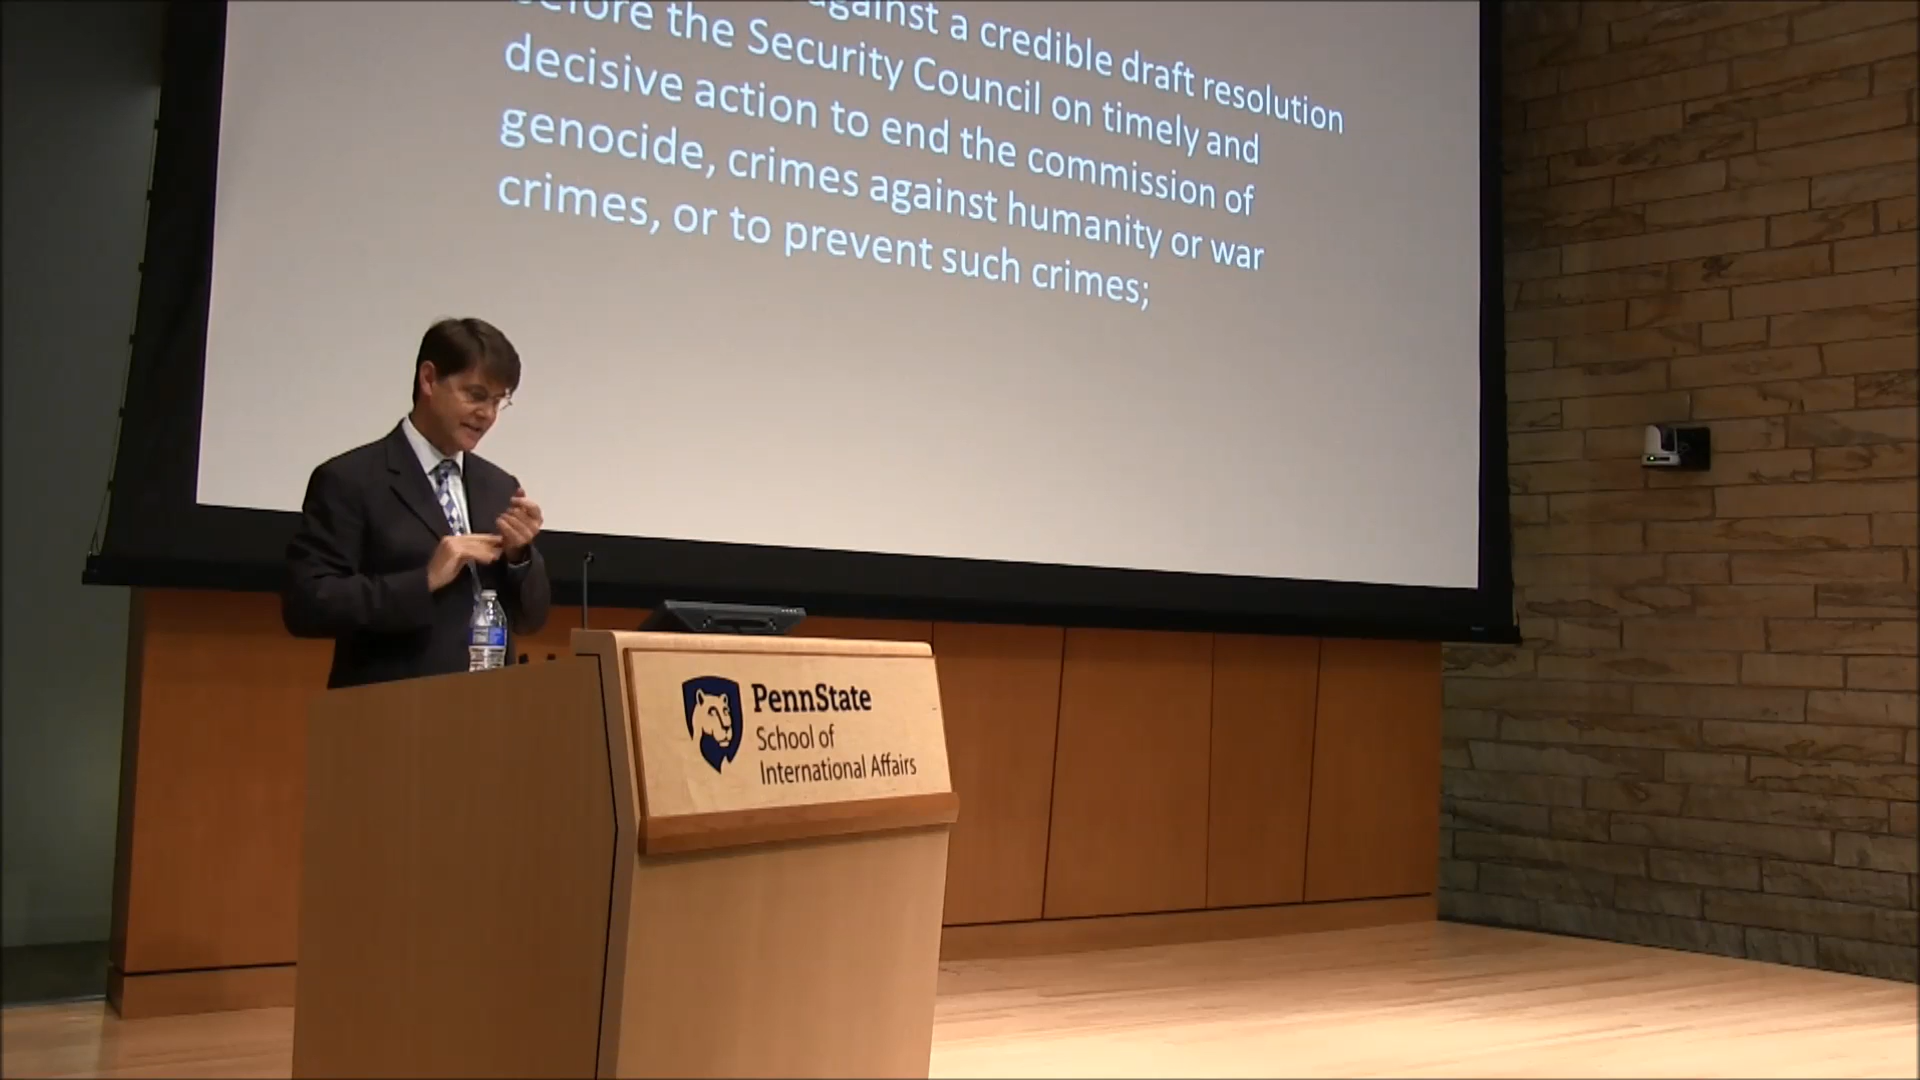 against a credible draft resolution
before the Security Council on timely and
decisive action to end the commission of
genocide, crimes against humanity or war
crimes, or to prevent such crimes;
PennState
School of
International Affairs